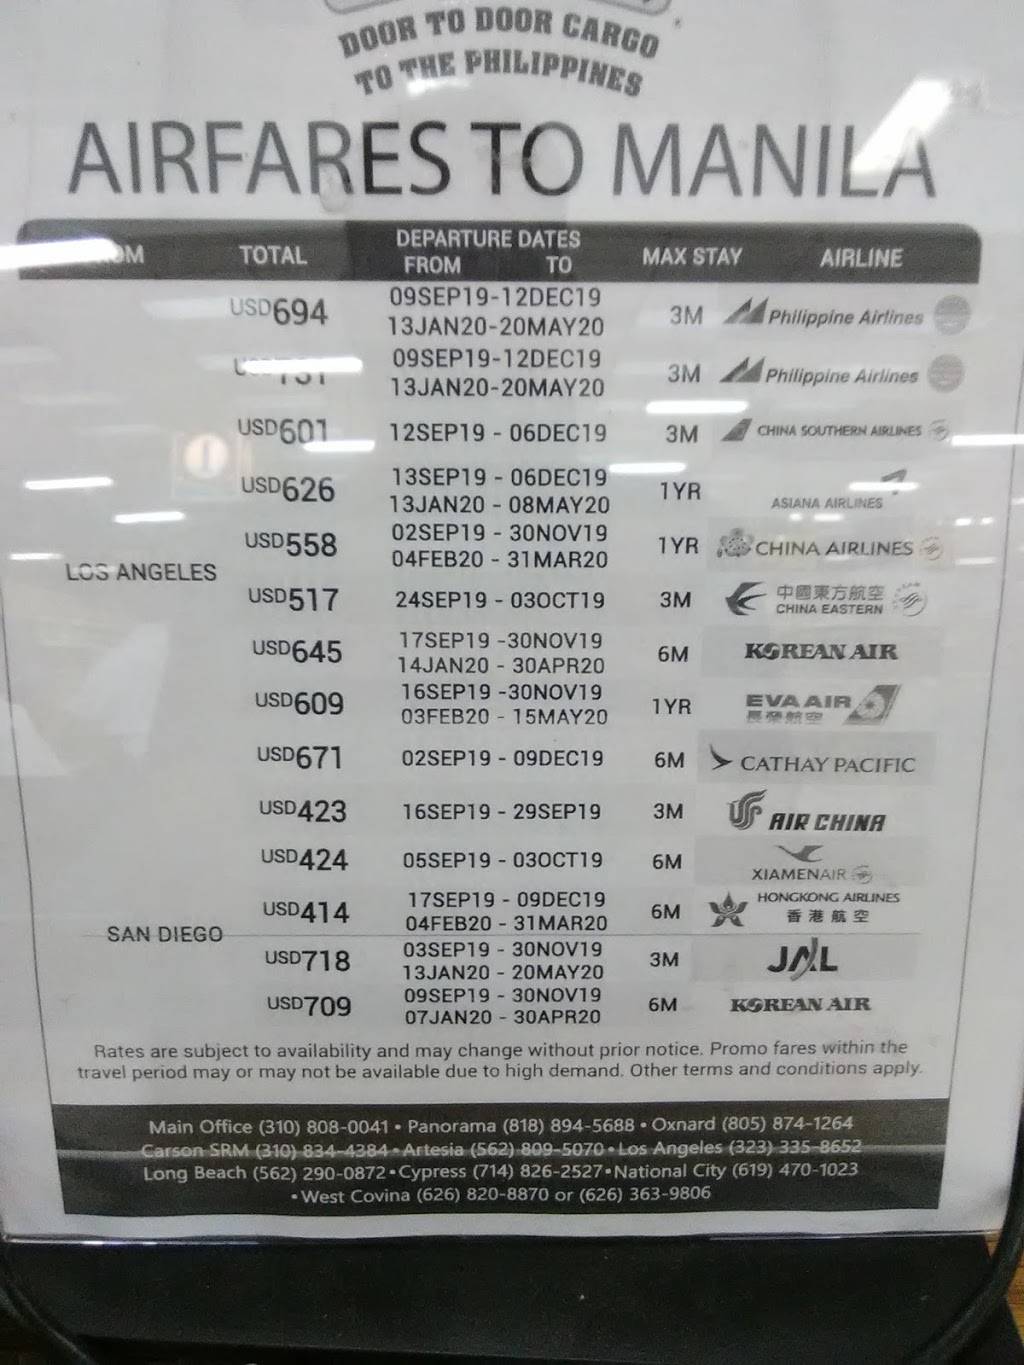 DOOR TO DOOR CARGO
TO THE PHILIPPINES
AIRFARES TO MANILA
TOTAL DEPARTURE DATES FROM TO MAX STAY AIRLINE
USD694 09SEP19-12DEC19 13JAN20-20MAY20 3M Philippine Airlines
09SEP19-12DEC19 13JAN20-20MAY20 3M Philippine Airlines
USD601 12SEP19 - 06DEC19 3M CHINA SOUTHERN AIRLINES
USD626 13SEP19 - 06DEC19 13JAN20 - 08MAY20 1YR ASIANA AIRLINES
USD558 02SEP19 - 30NOV19 04FEB20 - 31MAR20 1YR CHINA AIRLINES
LOS ANGELES
USD517 24SEP19 - 03OCT19 3M 中國東方航空 CHINA EASTERN
USD645 17SEP19 -30NOV19 14JAN20 - 30APR20 6M KOREAN AIR
USD609 16SEP19 -30NOV19 03FEB20 - 15MAY20 1YR EVA AIR 長榮航空
USD671 02SEP19 - 09DEC19 6M CATHAY PACIFIC
USD423 16SEP19 - 29SEP19 3M AIR CHINA
USD424 05SEP19 - 03OCT19 6M XIAMENAIR
USD414 17SEP19 - 09DEC19 04FEB20 - 31MAR20 6M HONGKONG AIRLINES 香港航空
SAN DIEGO
USD718 03SEP19 - 30NOV19 13JAN20 - 20MAY20 3M JAL
USD709 09SEP19 - 30NOV19 07JAN20 - 30APR20 6M KOREAN AIR
Rates are subject to availability and may change without prior notice. Promo fares within the
travel period may or may not be available due to high demand. Other terms and conditions apply.
Main Office (310) 808-0041 • Panorama (818) 894-5688 • Oxnard (805) 874-1264
Carson SRM (310) 834-4384 • Artesia (562) 809-5070 • Los Angeles (323) 335-8652
Long Beach (562) 290-0872 • Cypress (714) 826-2527 • National City (619) 470-1023
• West Covina (626) 820-8870 or (626) 363-9806